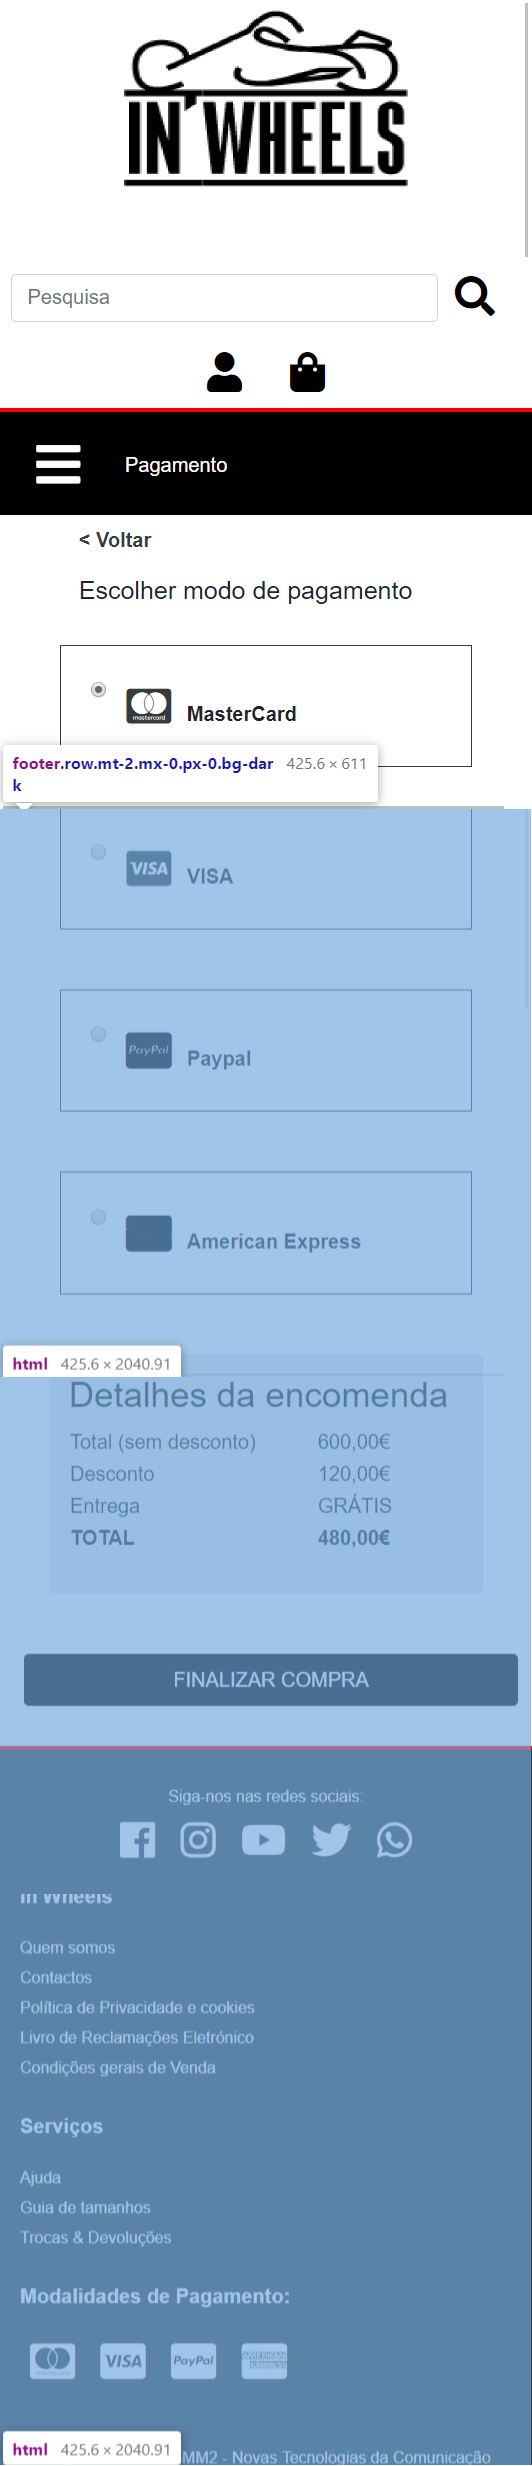 IN'WHEELS
Pesquisa
Pagamento
< Voltar
Escolher modo de pagamento
mastercard
MasterCard
footer.row.mt-2.mx-0.px-0.bg-dar
k
425.6 × 611
VISA
VISA
PayPal
Paypal
American Express
html 425.6 × 2040.91
Detalhes da encomenda
Total (sem desconto) 600,00€
Desconto 120,00€
Entrega GRÁTIS
TOTAL 480,00€
FINALIZAR COMPRA
Siga-nos nas redes sociais:
In Wheels
Quem somos
Contactos
Política de Privacidade e cookies
Livro de Reclamações Eletrónico
Condições gerais de Venda
Serviços
Ajuda
Guia de tamanhos
Trocas & Devoluções
Modalidades de Pagamento:
mastercard
VISA
PayPal
AMERICAN
EXPRESS
html 425.6 × 2040.91
MM2 - Novas Tecnologias da Comunicação